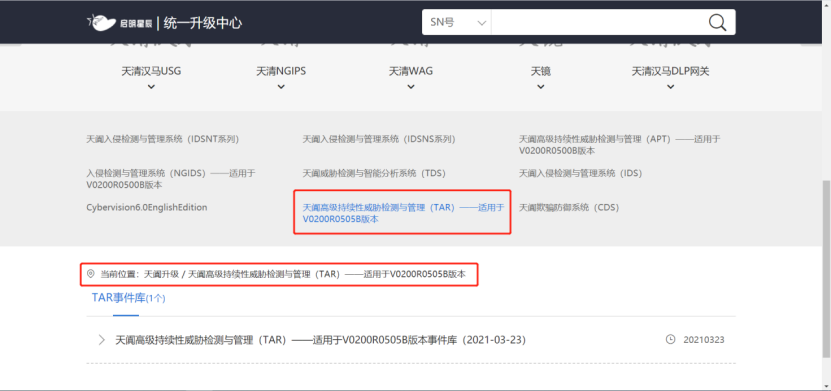 启明星辰 统一升级中心 SN号
天清汉马USG 天清NGIPS 天清WAG 天镜 天清汉马DLP网关
天阗入侵检测与管理系统（IDSNT系列） 天阗入侵检测与管理系统（IDSNS系列） 天阗高级持续性威胁检测与管理（APT）——适用于
V0200R0500B版本
入侵检测与管理系统（NGIDS）——适用于 天阗威胁检测与智能分析系统（TDS） 天阗入侵检测与管理系统（IDS）
V0200R0500B版本
Cybervision6.0EnglishEdition 天阗高级持续性威胁检测与管理（TAR）——适用于 天阗欺骗防御系统（CDS）
V0200R0505B版本
当前位置：天阗升级 / 天阗高级持续性威胁检测与管理（TAR）——适用于V0200R0505B版本
TAR事件库(1个)
天阗高级持续性威胁检测与管理（TAR）——适用于V0200R0505B版本事件库（2021-03-23） 20210323